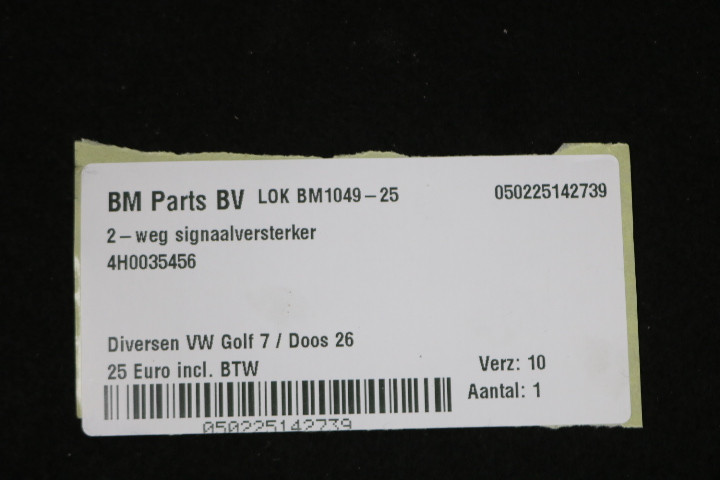 BM Parts BV LOK BM1049-25 050225142739
2-weg signaalversterker
4H0035456
Diversen VW Golf 7 / Doos 26
25 Euro incl. BTW Verz: 10
Aantal: 1
050225142739